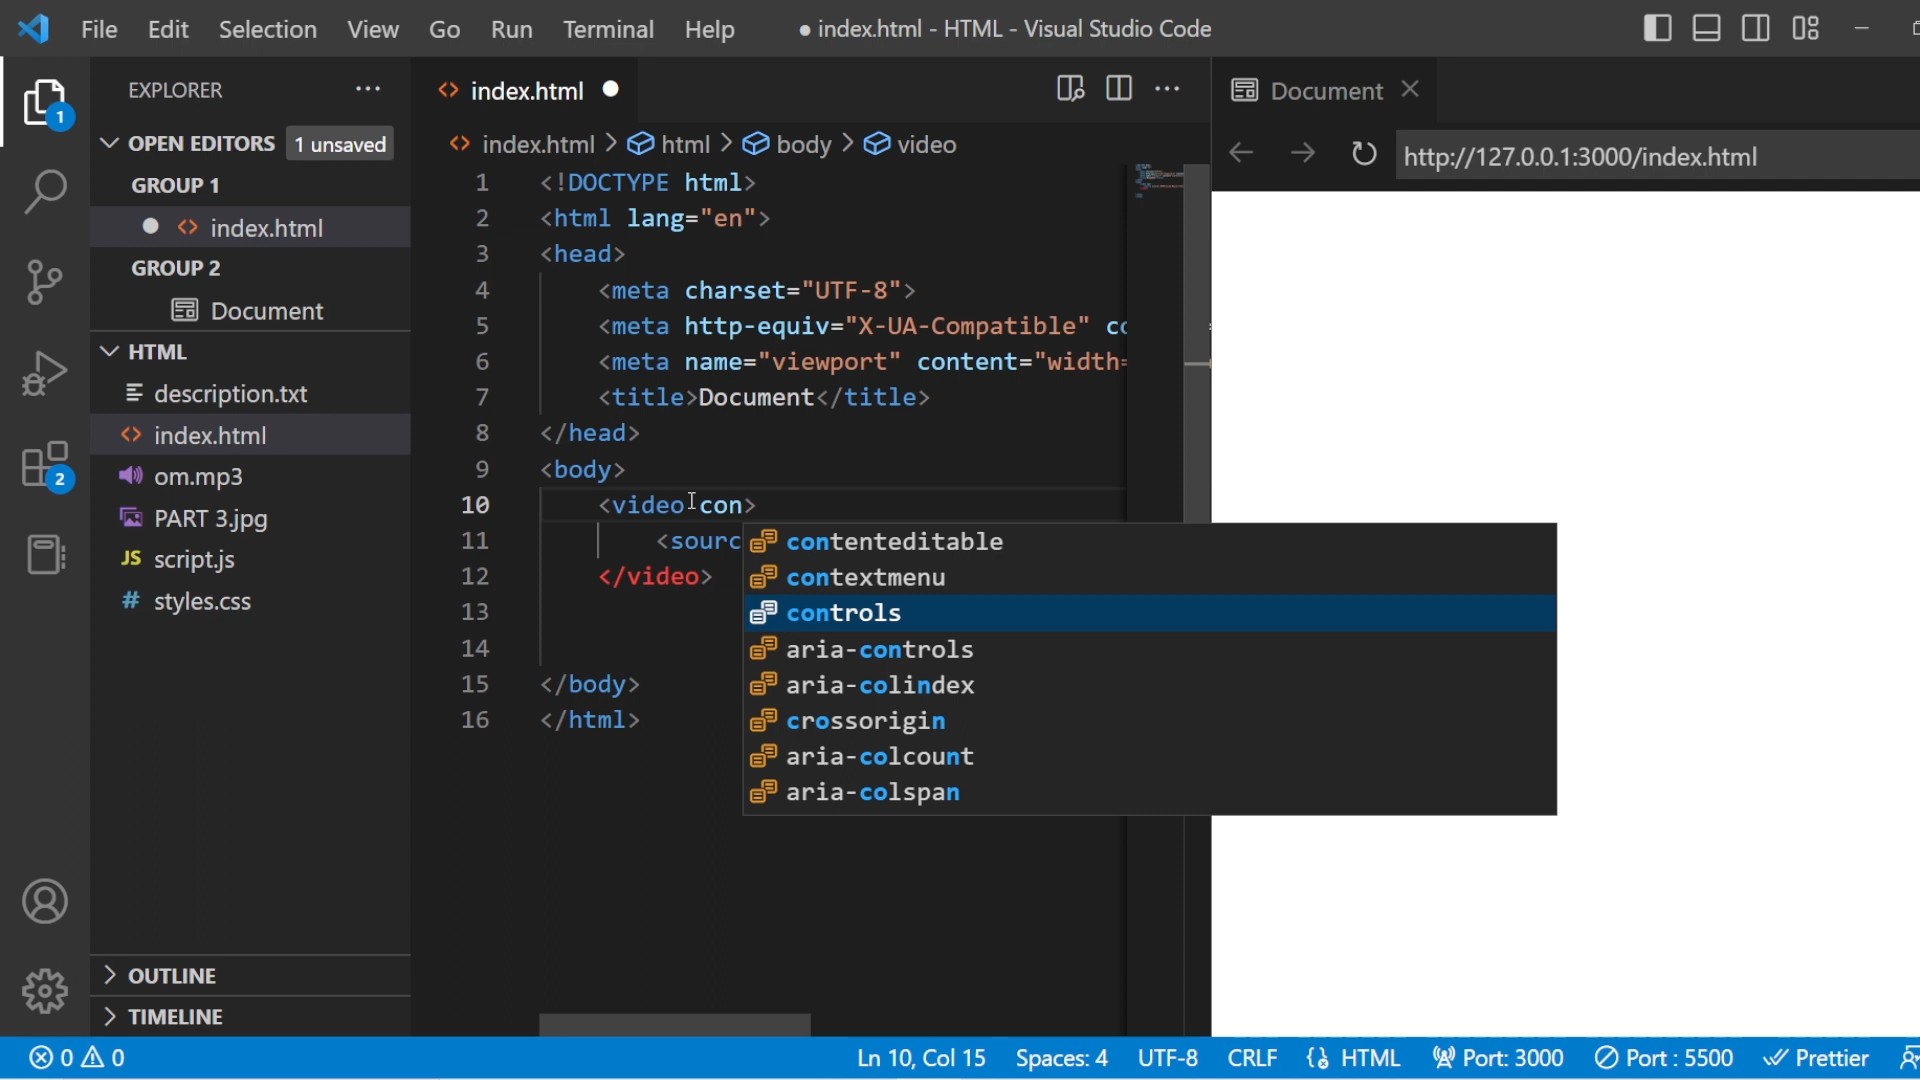 File Edit Selection View Go Run Terminal Help
● index.html - HTML - Visual Studio Code
EXPLORER
1
OPEN EDITORS 1 unsaved
GROUP 1
index.html
GROUP 2
Document
HTML
description.txt
index.html
om.mp3
PART 3.jpg
JS script.js
# styles.css
2
OUTLINE
TIMELINE
index.html
index.html > html > body > video
1 <!DOCTYPE html>
2 <html lang="en">
3 <head>
4 <meta charset="UTF-8">
5 <meta http-equiv="X-UA-Compatible" co
6 <meta name="viewport" content="width=
7 <title>Document</title>
8 </head>
9 <body>
10 <video con>
11 <sourc
12 </video>
13
14
15 </body>
16 </html>
contenteditable
contextmenu
controls
aria-controls
aria-colindex
crossorigin
aria-colcount
aria-colspan
Document
http://127.0.0.1:3000/index.html
0 0 Ln 10, Col 15 Spaces: 4 UTF-8 CRLF HTML Port: 3000 Port : 5500 Prettier